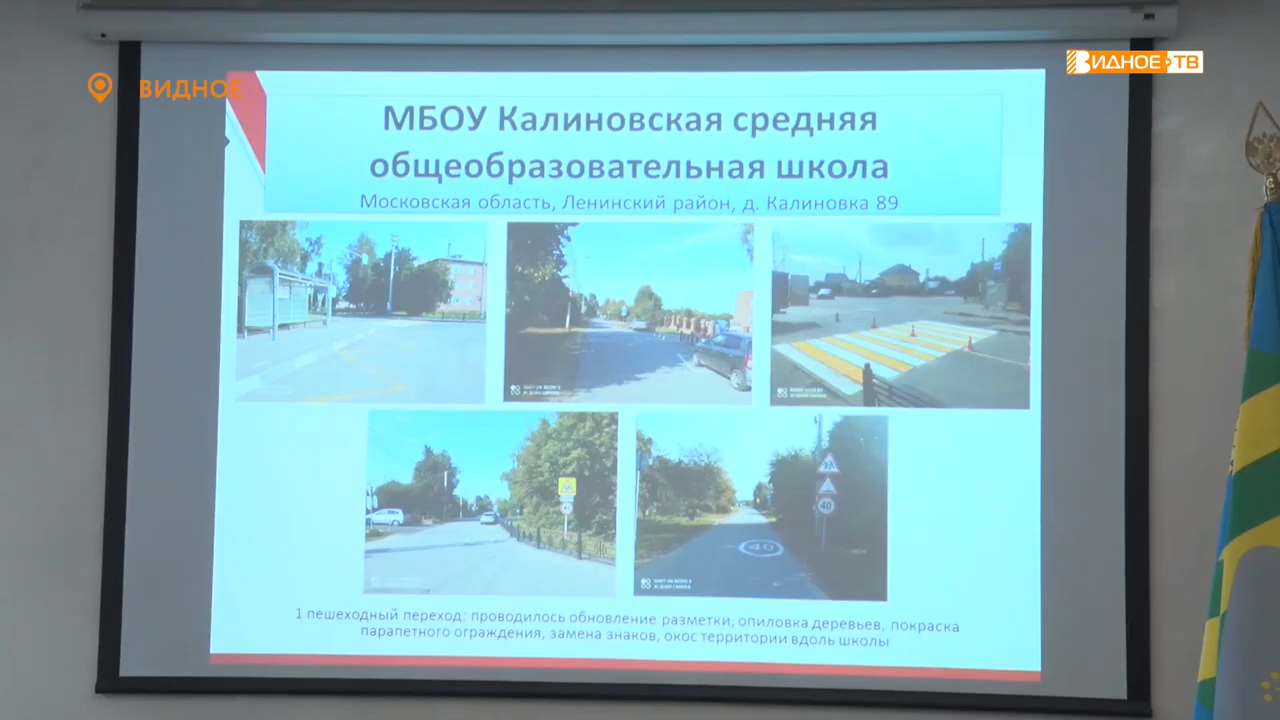 ВИДНОЕ
ВИДНОЕ ТВ
МБОУ Калиновская средняя
общеобразовательная школа
Московская область, Ленинский район, д. Калиновка 89
40
40
1 пешеходный переход: проводилось обновление разметки, опиловка деревьев, покраска
парапетного ограждения, замена знаков, окос территории вдоль школы